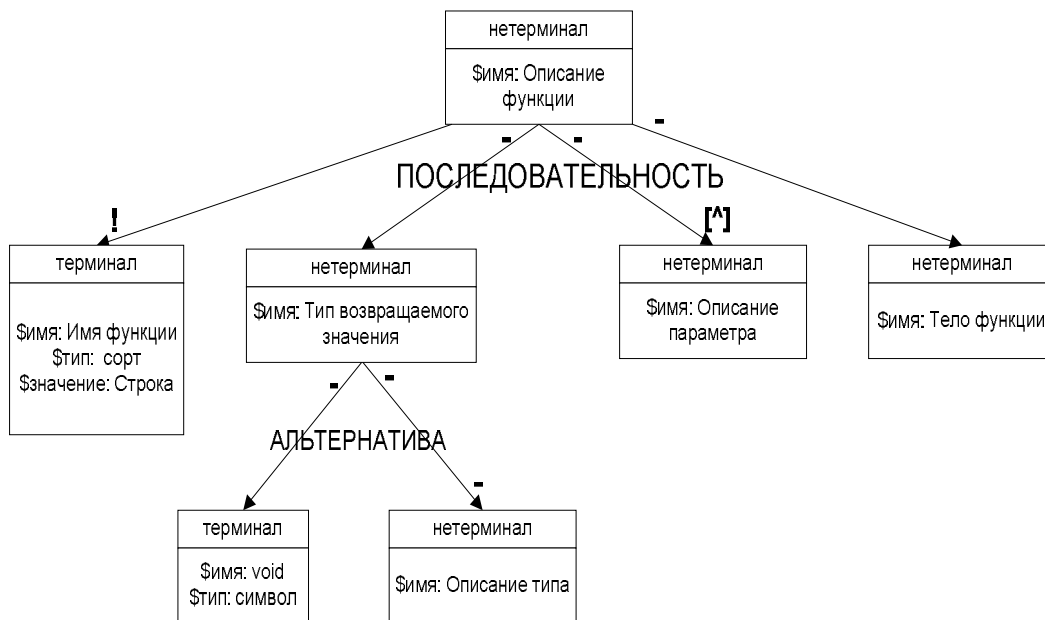 нетерминал
$имя: Описание
функции
-
-
-
ПОСЛЕДОВАТЕЛЬНОСТЬ
!
[^]
терминал
$имя: Имя функции
$тип: сорт
$значение: Строка
нетерминал
$имя: Тип возвращаемого
значения
нетерминал
$имя: Описание
параметра
нетерминал
$имя: Тело функции
-
-
АЛЬТЕРНАТИВА
-
терминал
$имя: void
$тип: символ
нетерминал
$имя: Описание типа